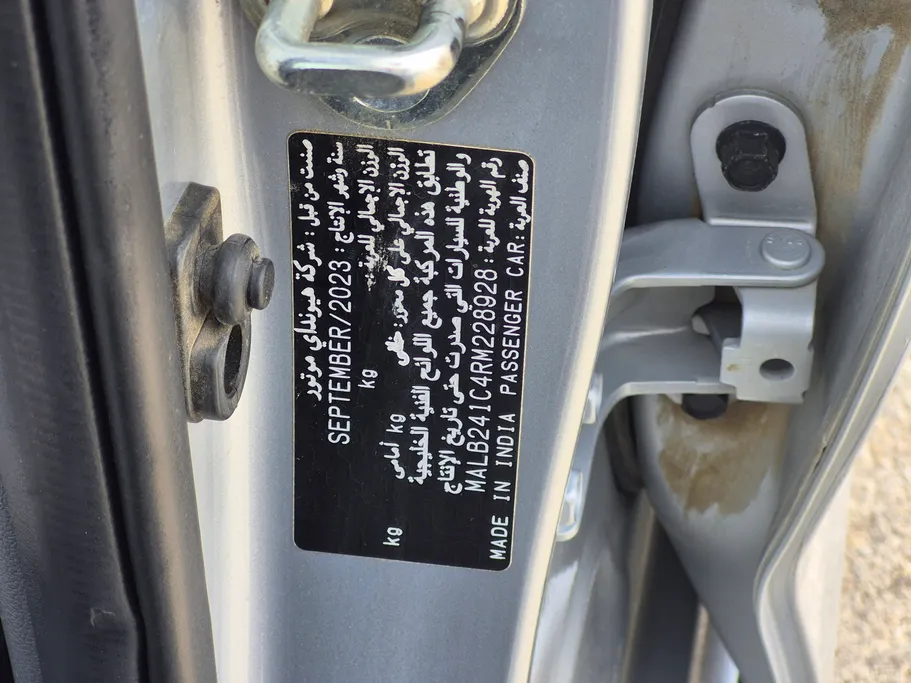 صنعت من قبل : شركة هيونداي موتور
سنة وشهر الإنتاج : SEPTEMBER/2023
الوزن الإجمالي للعربة : kg
الوزن الإجمالي على كل محور : خلفي kg أمامي kg
تطابق هذه المركبة جميع اللوائح الفنية الخليجية
والوطنية للسيارات التي صدرت حتى تاريخ الإنتاج
رقم الهوية للعربة : MALB241C4RM228928
صنف العربة : MADE IN INDIA PASSENGER CAR